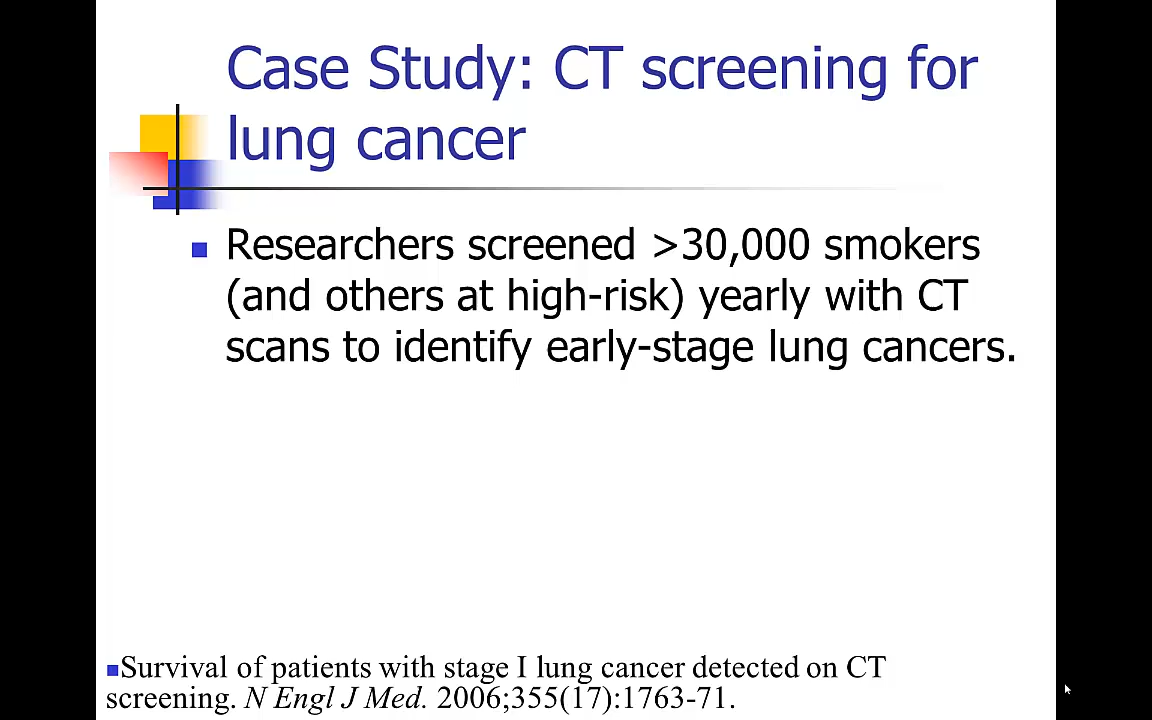 Case Study: CT screening for
lung cancer
Researchers screened >30,000 smokers
(and others at high-risk) yearly with CT
scans to identify early-stage lung cancers.
Survival of patients with stage I lung cancer detected on CT
screening. N Engl J Med. 2006;355(17):1763-71.